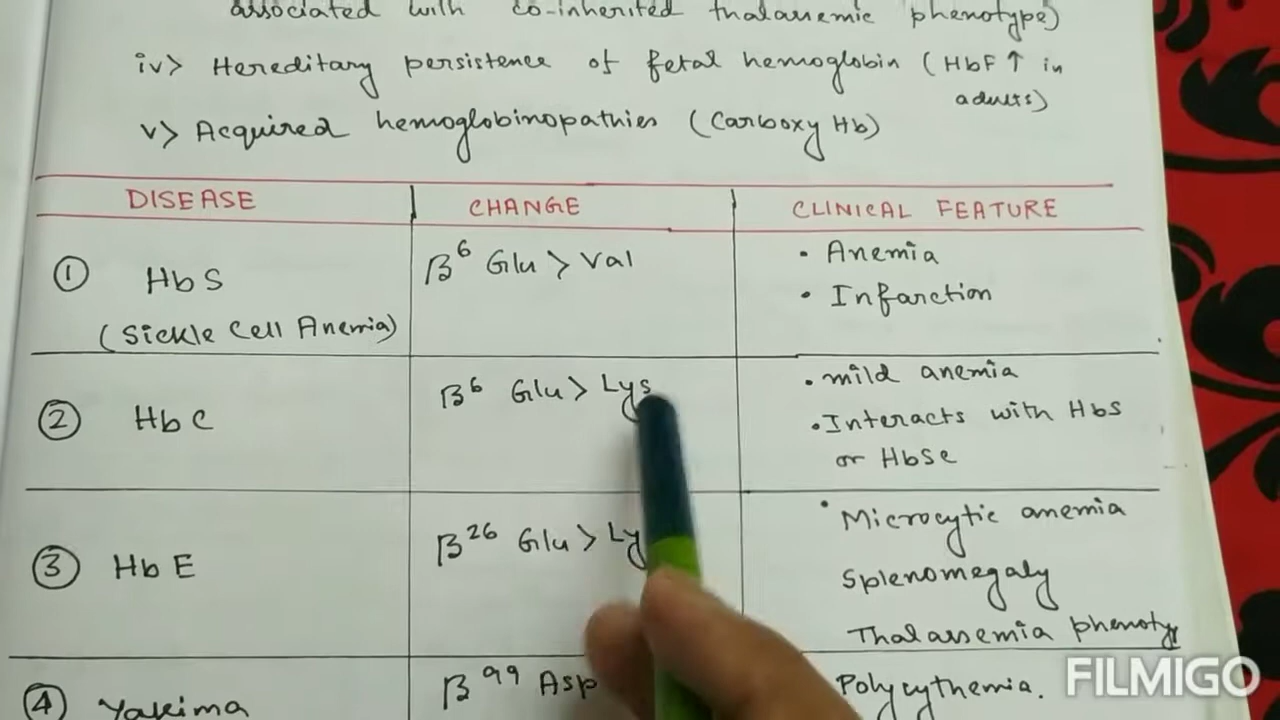 associated with co-inherited thalassemic phenotype)
iv> Hereditary persistence of fetal hemoglobin (HbF ↑ in
adults)
v> Acquired hemoglobinopathies (Carboxy Hb)
DISEASE CHANGE CLINICAL FEATURE
① HbS β⁶ Glu > Val • Anemia
• Infarction
(Sickle Cell Anemia)
② HbC β⁶ Glu > Lys • mild anemia
• Interacts with HbS
or HbSc
③ HbE β²⁶ Glu > Ly • Microcytic anemia
Splenomegaly
Thalassemia phenoty
④ Yakima β⁹⁹ Asp Polycythemia.
FILMIGO